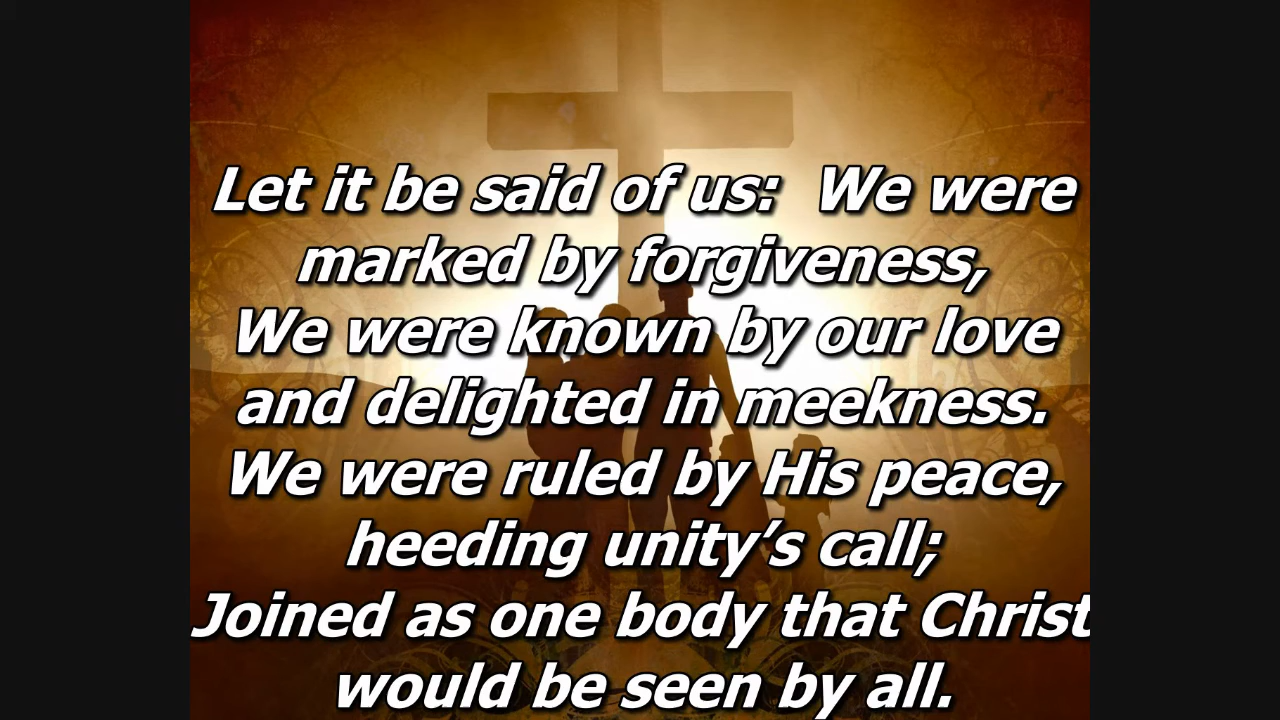 Let it be said of us:  We were
marked by forgiveness,
We were known by our love
and delighted in meekness.
We were ruled by His peace,
heeding unity’s call;
Joined as one body that Christ
would be seen by all.